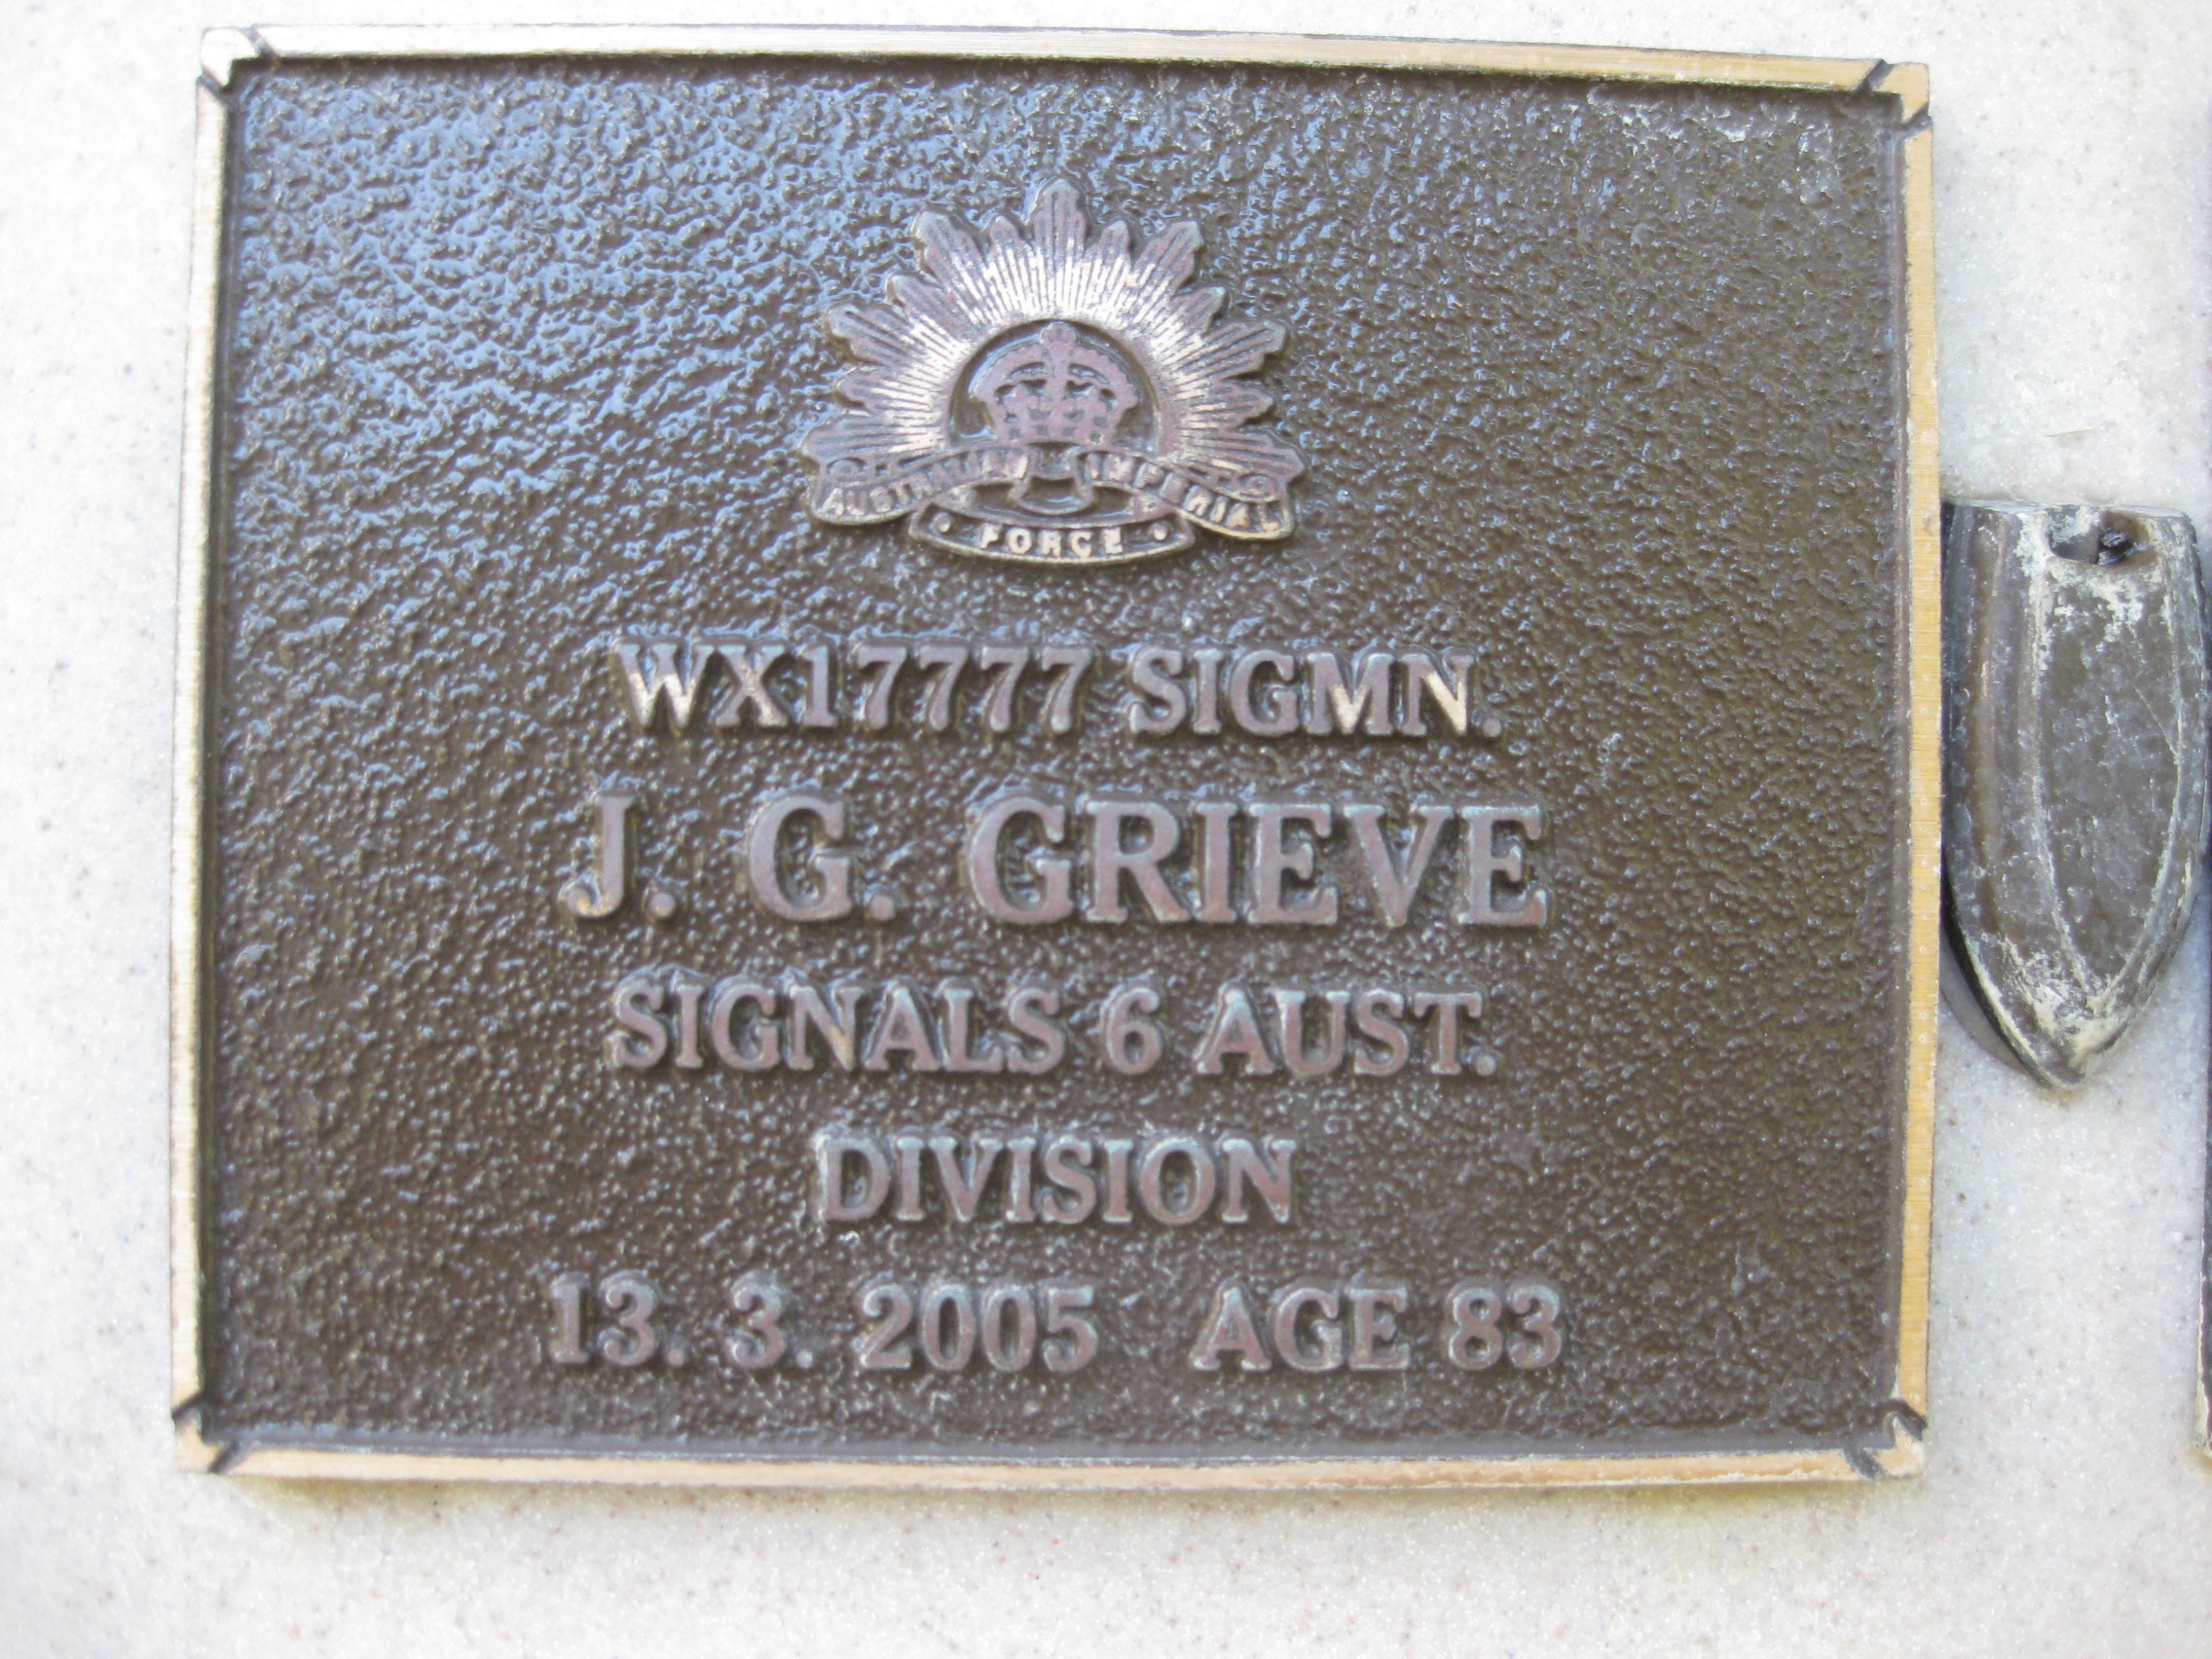 AUSTRALIAN IMPERIAL
FORCE
WX17777 SIGMN.
J. G. GRIEVE
SIGNALS 6 AUST.
DIVISION
13. 3. 2005 AGE 83